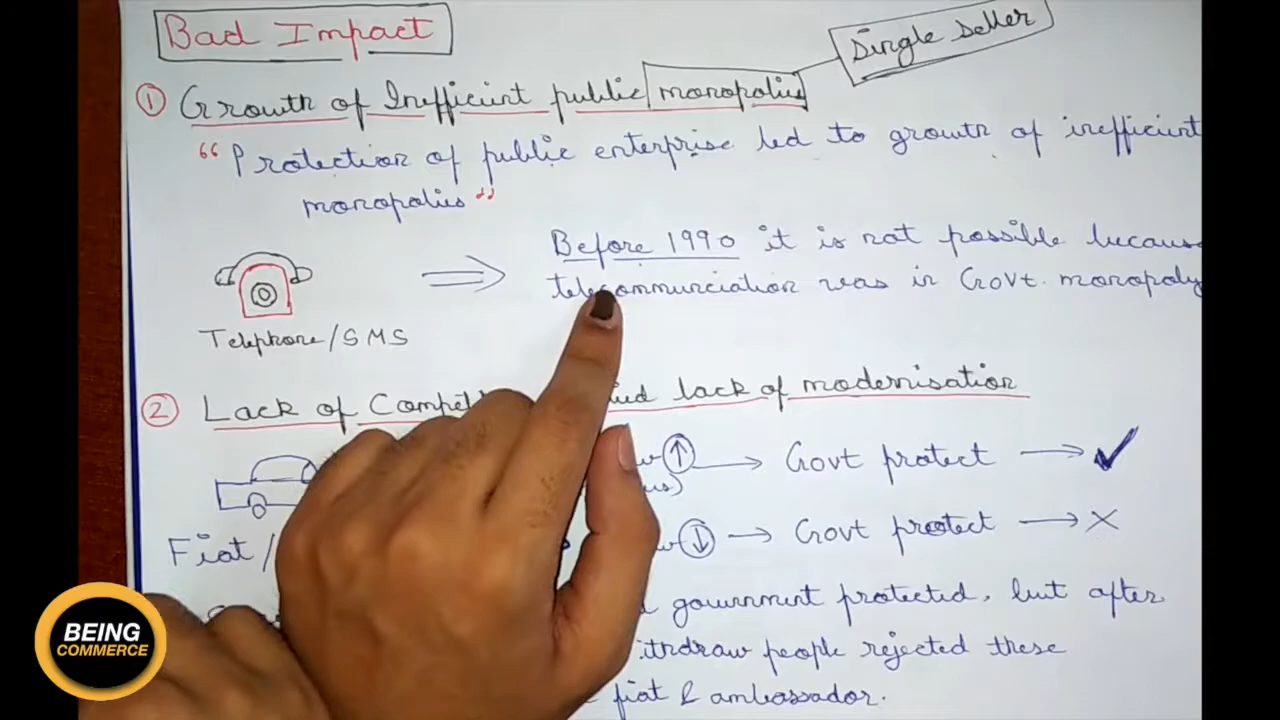 Bad Impact
Single Seller
① Growth of Inefficient public monopolies
"Protection of public enterprise led to growth of inefficient
monopolies"
Before 1990 it is not possible because
telecommunciation was in Govt. monopoly
Telephone/SMS
② Lack of lack of modernisation
↑ → Govt protect → ✓
Fiat/
↓ → Govt protect → ×
government protected, but after
people rejected these
fiat & ambassador.
BEING
COMMERCE